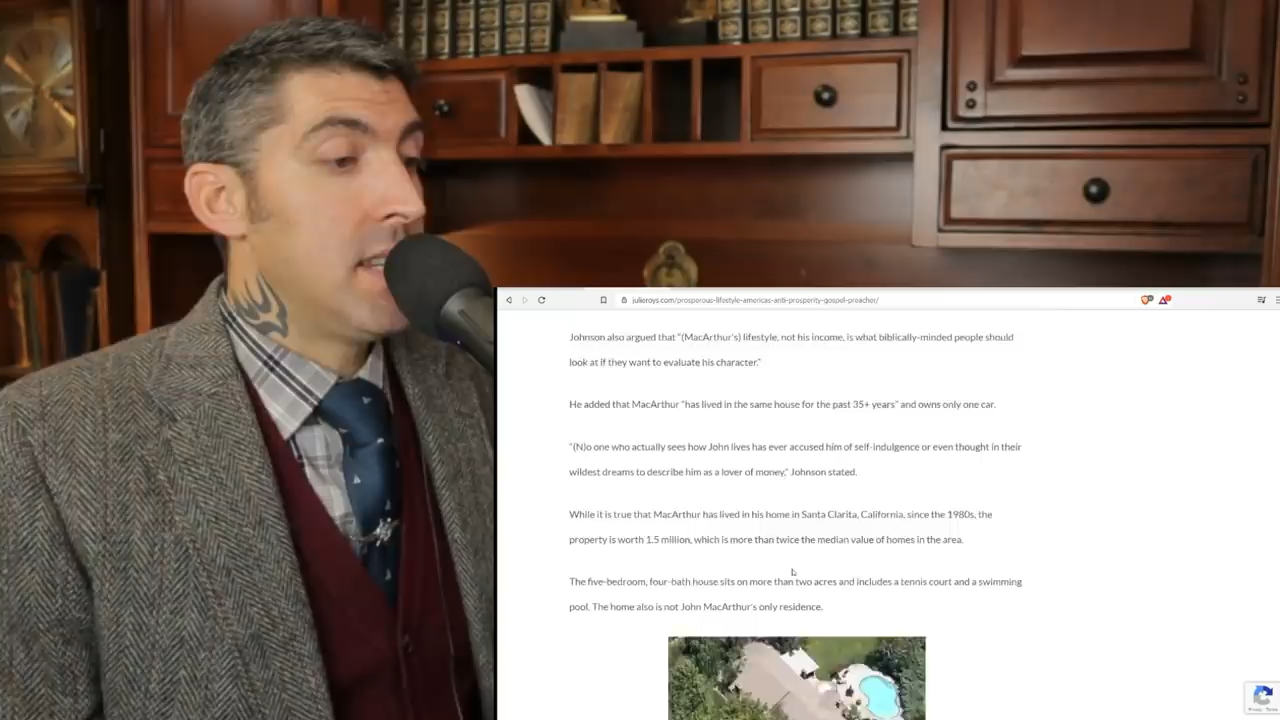 julieroys.com/prosperous-lifestyle-americas-anti-prosperity-gospel-preacher/
Johnson also argued that “(MacArthur’s) lifestyle, not his income, is what biblically-minded people should
look at if they want to evaluate his character.”
He added that MacArthur “has lived in the same house for the past 35+ years” and owns only one car.
“(N)o one who actually sees how John lives has ever accused him of self-indulgence or even thought in their
wildest dreams to describe him as a lover of money,” Johnson stated.
While it is true that MacArthur has lived in his home in Santa Clarita, California, since the 1980s, the
property is worth 1.5 million, which is more than twice the median value of homes in the area.
The five-bedroom, four-bath house sits on more than two acres and includes a tennis court and a swimming
pool. The home also is not John MacArthur’s only residence.